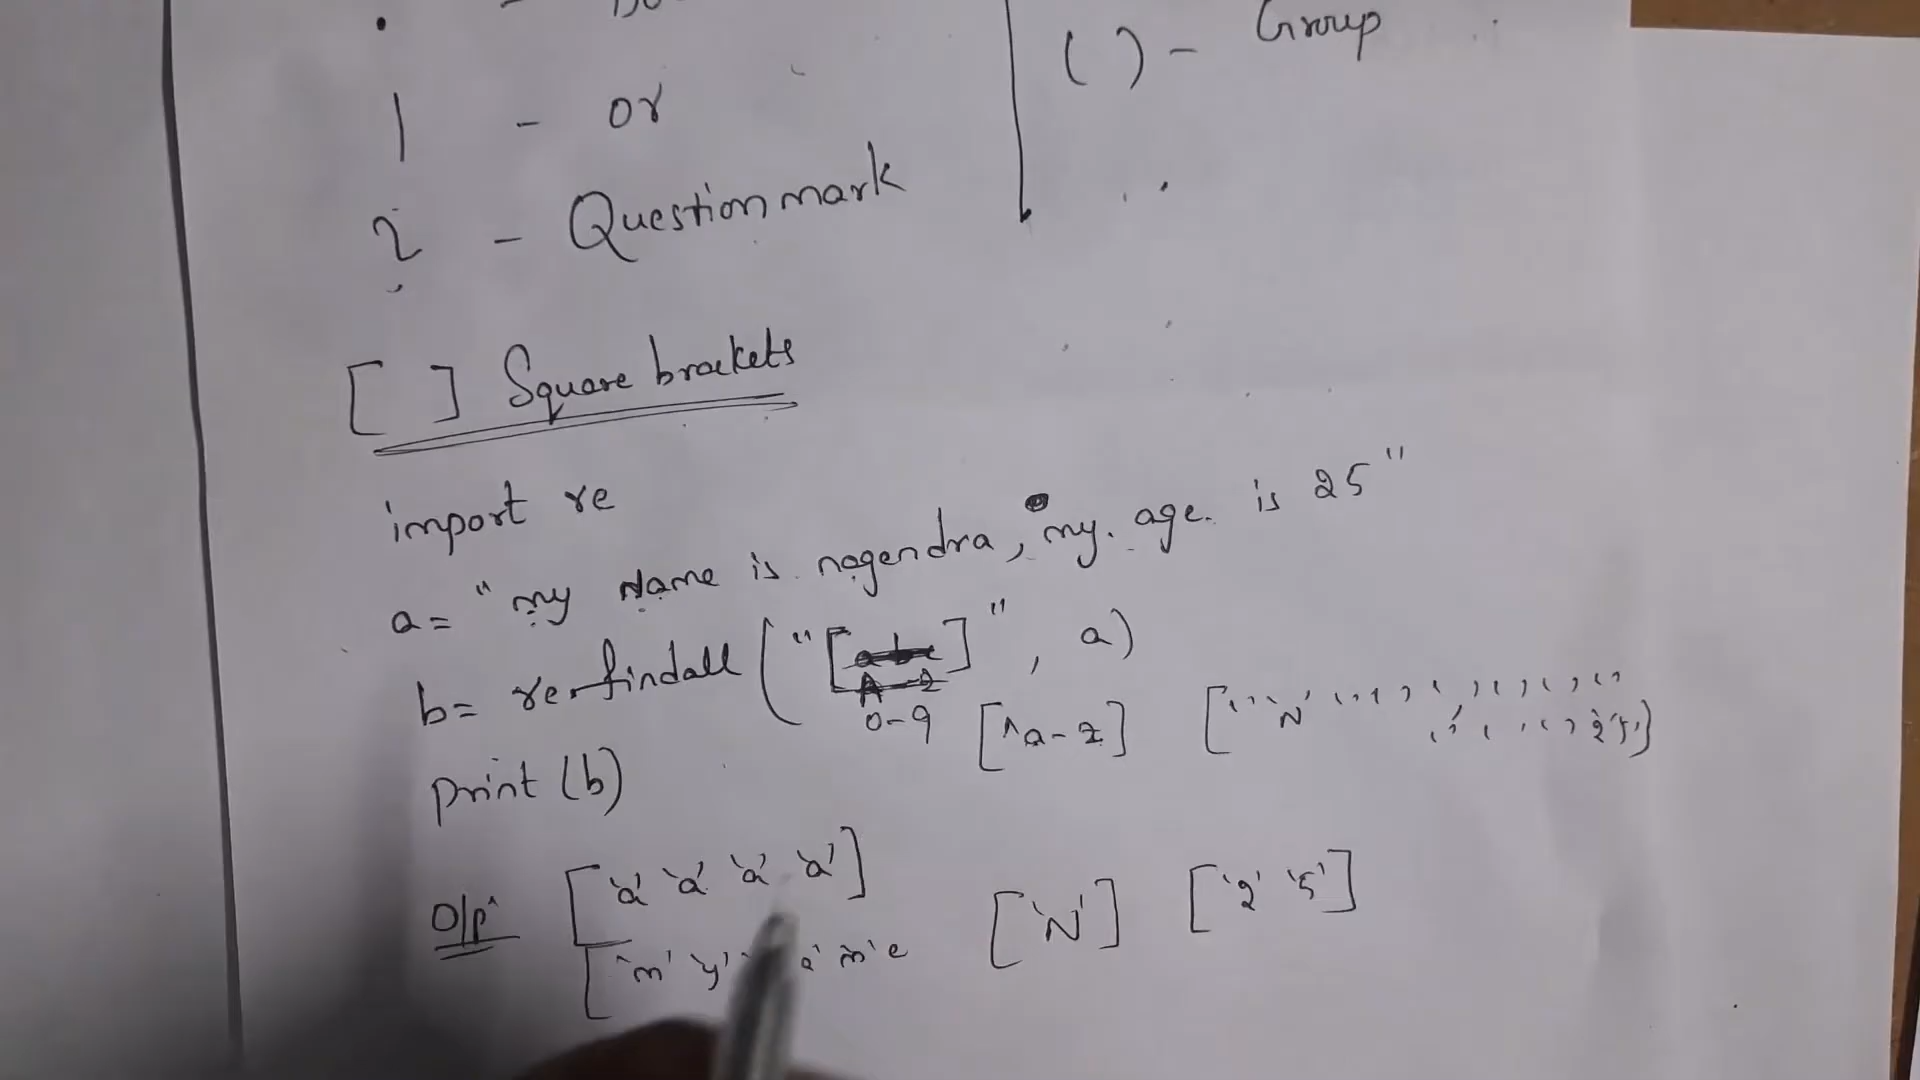 .
| - or
? - Question mark
( ) - Group
[ ] Square brackets
import re
a= "my Name is nagendra, my age is 25"
b= re.findall("[abc]", a)
A-Z
0-9
[^a-z]
print (b)
O/P
['a' 'a' 'a' 'a']
['m' 'y' 'a' 'm' e
['N']
['2' '5']